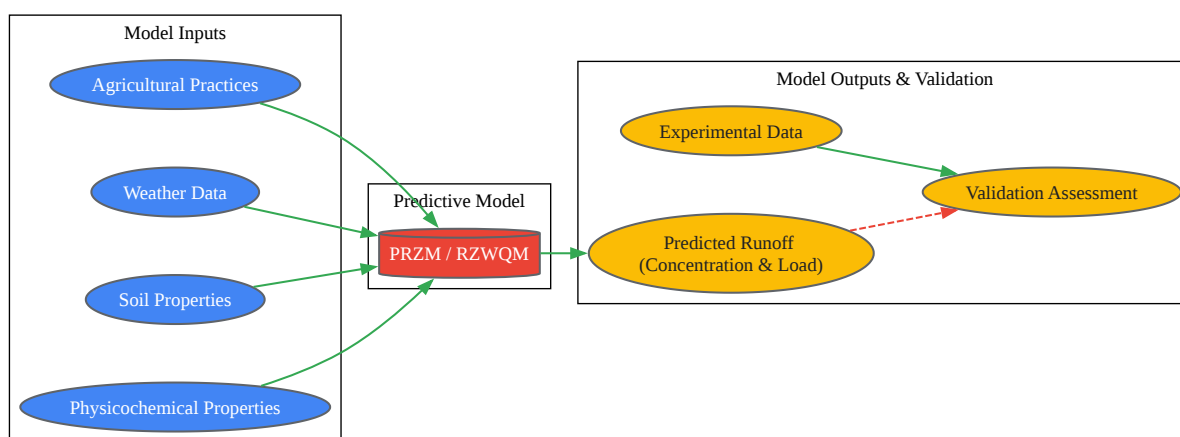 Model Inputs
Agricultural Practices
Weather Data
Soil Properties
Physicochemical Properties
Predictive Model
PRZM / RZWQM
Model Outputs & Validation
Experimental Data
Predicted Runoff
(Concentration & Load)
Validation Assessment